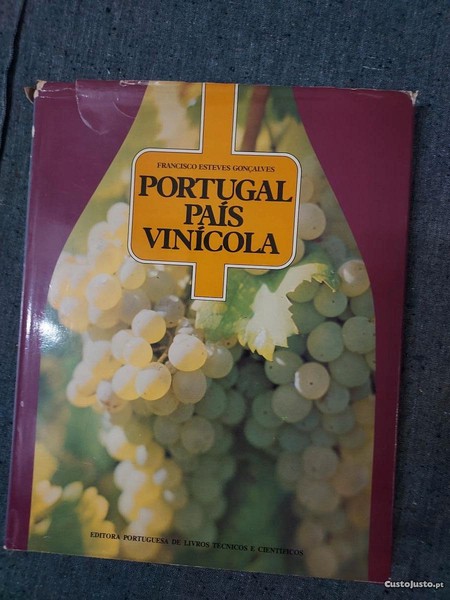 FRANCISCO ESTEVES GONÇALVES
PORTUGAL
PAÍS
VINÍCOLA
EDITORA PORTUGUESA DE LIVROS TÉCNICOS E CIENTÍFICOS
CustoJusto.pt